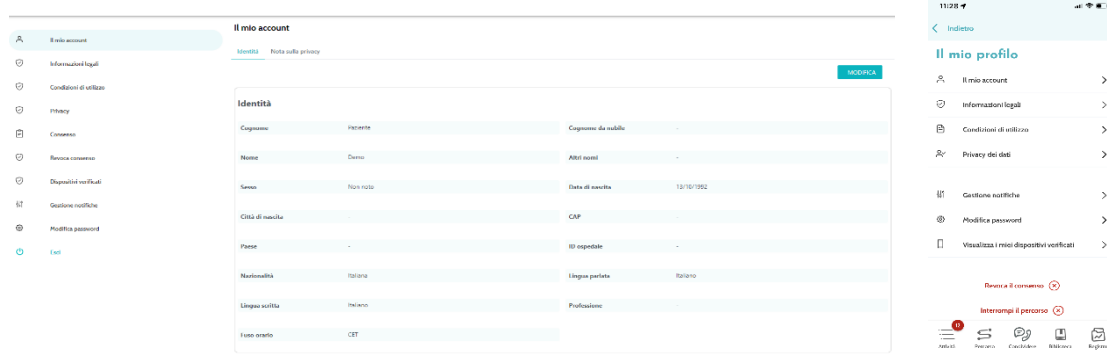 Il mio account
Informazioni legali
Condizioni di utilizzo
Privacy
Consenso
Revoca consenso
Dispositivi verificati
Gestione notifiche
Modifica password
Esci
Il mio account
Identità Nota sulla privacy
MODIFICA
Identità
Cognome Paziente Cognome da nubile -
Nome Demo Altri nomi -
Sesso Non noto Data di nascita 13/10/1992
Città di nascita - CAP
Paese - ID ospedale -
Nazionalità Italiana Lingua parlata Italiano
Lingua scritta Italiano Professione
Fuso orario CET
11:28
Indietro
Il mio profilo
Il mio account
Informazioni legali
Condizioni di utilizzo
Privacy dei dati
Gestione notifiche
Modifica password
Visualizza i miei dispositivi verificati
Revoca il consenso
Interrompi il percorso
Attività Percorso Condividere Biblioteca Registro